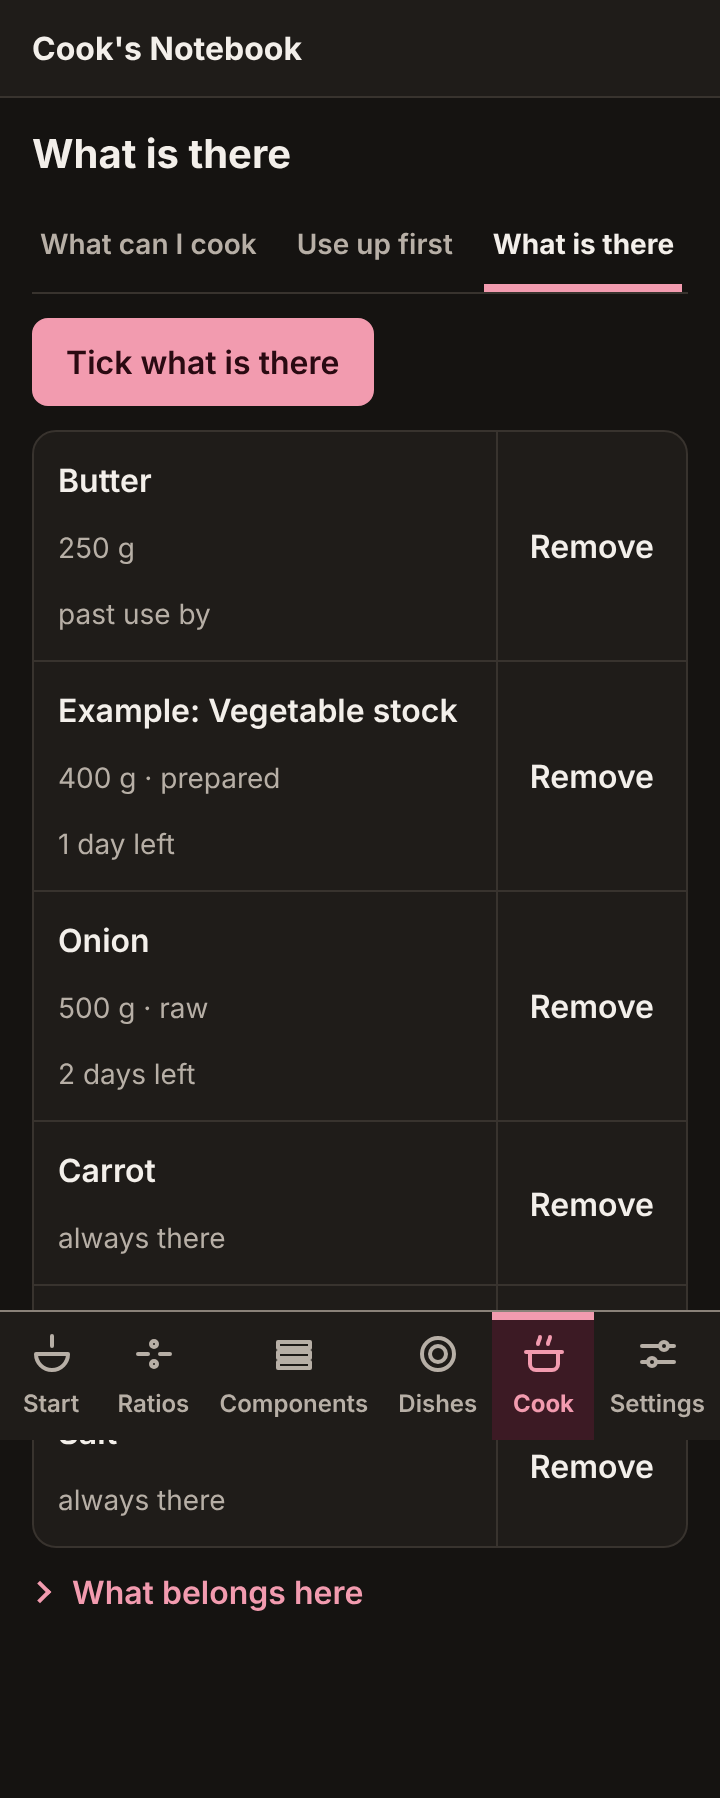 Cook's Notebook
What is there
What can I cook
Use up first
What is there
Tick what is there
Butter
250 g
past use by
Remove
Example: Vegetable stock
400 g · prepared
1 day left
Remove
Onion
500 g · raw
2 days left
Remove
Carrot
always there
Remove
Start
Ratios
Components
Dishes
Cook
Settings
always there
Remove
What belongs here